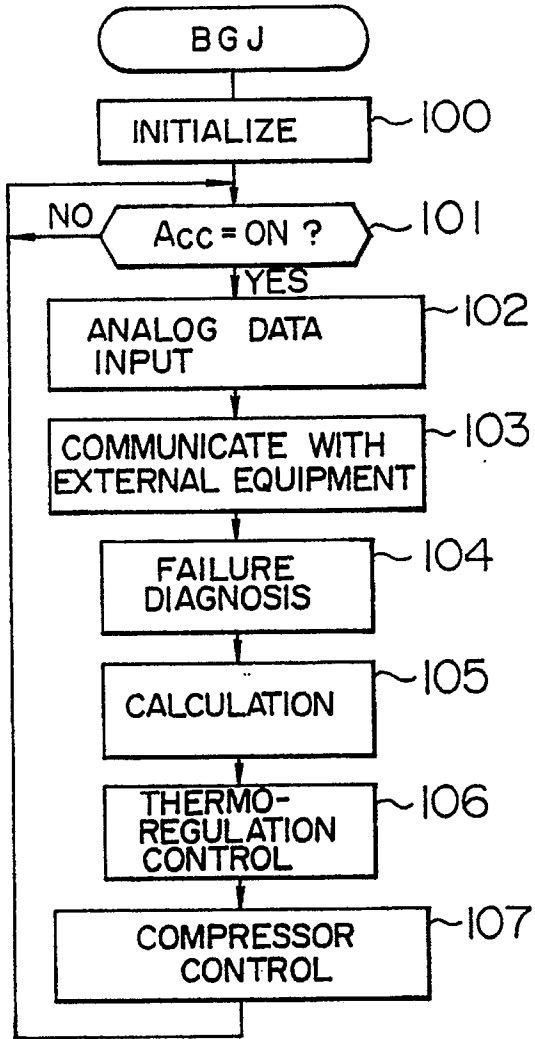 BGJ
INITIALIZE
100
NO
Acc = ON ?
101
YES
ANALOG DATA
INPUT
102
COMMUNICATE WITH
EXTERNAL EQUIPMENT
103
FAILURE
DIAGNOSIS
104
CALCULATION
105
THERMO-
REGULATION
CONTROL
106
COMPRESSOR
CONTROL
107